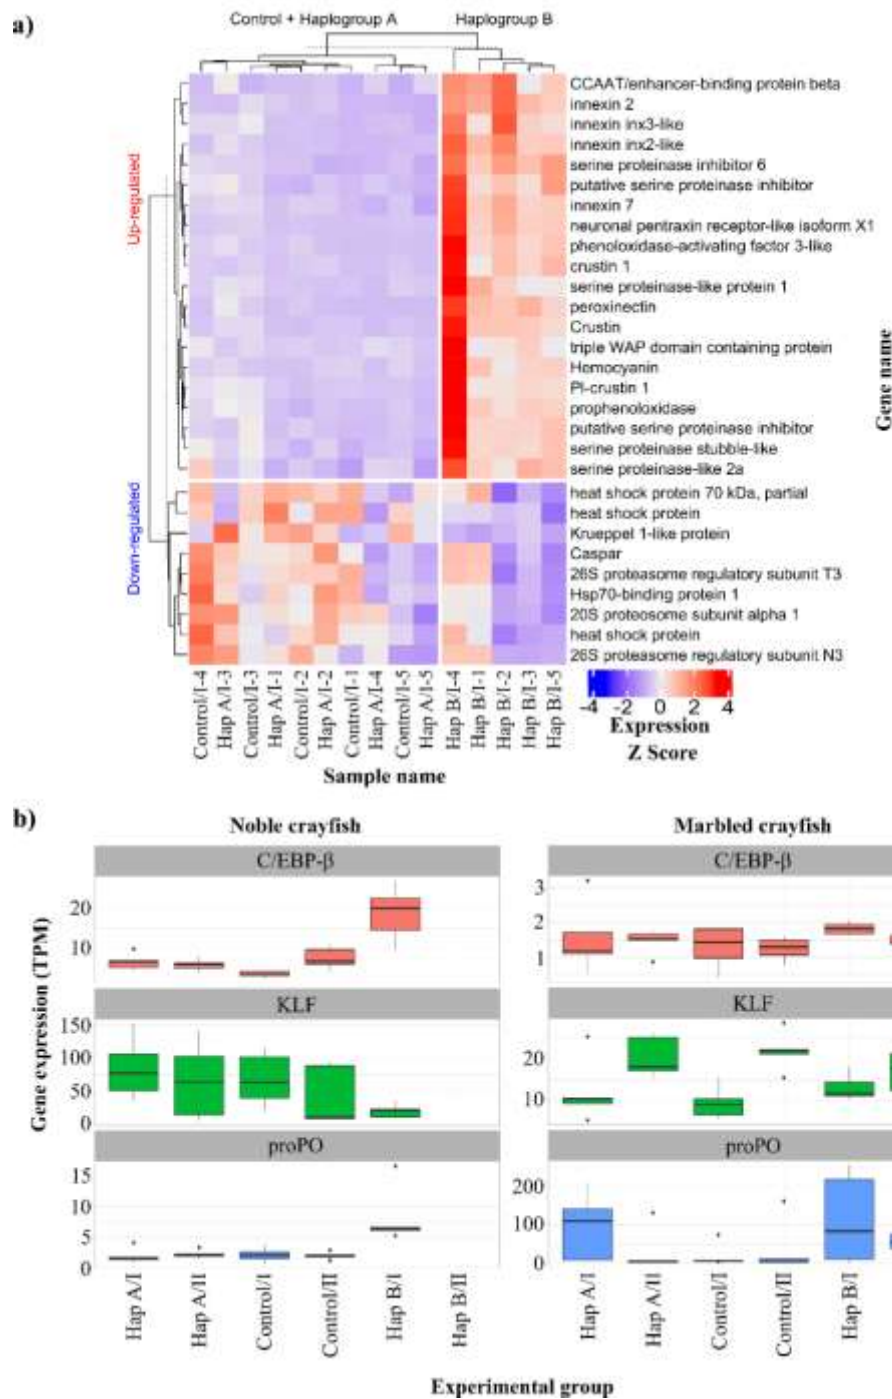 a)
Control + Haplogroup A
Haplogroup B
Up-regulated
Down-regulated
CCAAT/enhancer-binding protein beta
innexin 2
innexin inx3-like
innexin inx2-like
serine proteinase inhibitor 6
putative serine proteinase inhibitor
innexin 7
neuronal pentraxin receptor-like isoform X1
phenoloxidase-activating factor 3-like
crustin 1
serine proteinase-like protein 1
peroxinectin
Crustin
triple WAP domain containing protein
Hemocyanin
Pl-crustin 1
prophenoloxidase
putative serine proteinase inhibitor
serine proteinase stubble-like
serine proteinase-like 2a
heat shock protein 70 kDa, partial
heat shock protein
Krueppel 1-like protein
Caspar
26S proteasome regulatory subunit T3
Hsp70-binding protein 1
20S proteosome subunit alpha 1
heat shock protein
26S proteasome regulatory subunit N3
Gene name
Control/I-4
Hap A/I-3
Control/I-3
Hap A/I-1
Control/I-2
Hap A/I-2
Control/I-1
Hap A/I-4
Control/I-5
Hap A/I-5
Hap B/I-4
Hap B/I-1
Hap B/I-2
Hap B/I-3
Hap B/I-5
Sample name
-4 -2 0 2 4
Expression
Z Score
b)
Noble crayfish
C/EBP-β
20
10
KLF
150
100
50
0
proPO
15
10
5
0
Hap A/I
Hap A/II
Control/I
Control/II
Hap B/I
Hap B/II
Gene expression (TPM)
Marbled crayfish
C/EBP-β
3
2
1
KLF
20
10
proPO
200
100
0
Hap A/I
Hap A/II
Control/I
Control/II
Hap B/I
Experimental group